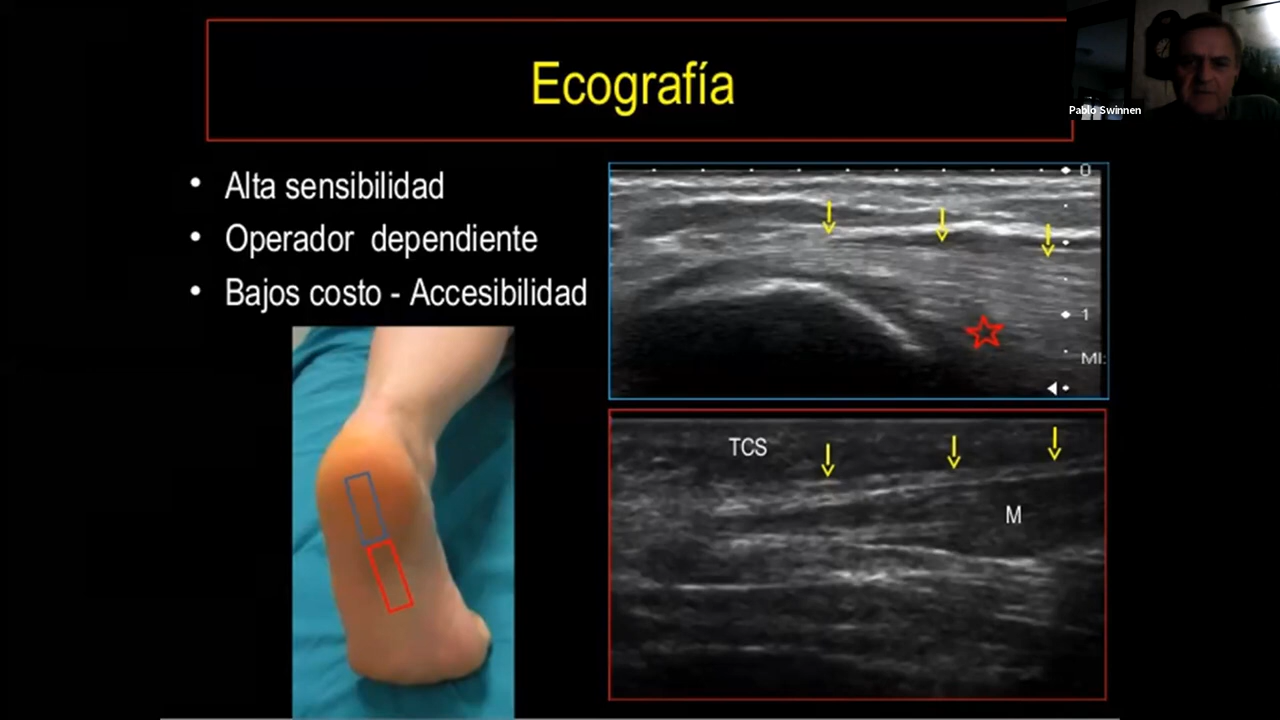 Ecografía
Pablo Swinnen
• Alta sensibilidad
• Operador dependiente
• Bajos costo - Accesibilidad
0
1
MI:
TCS
M